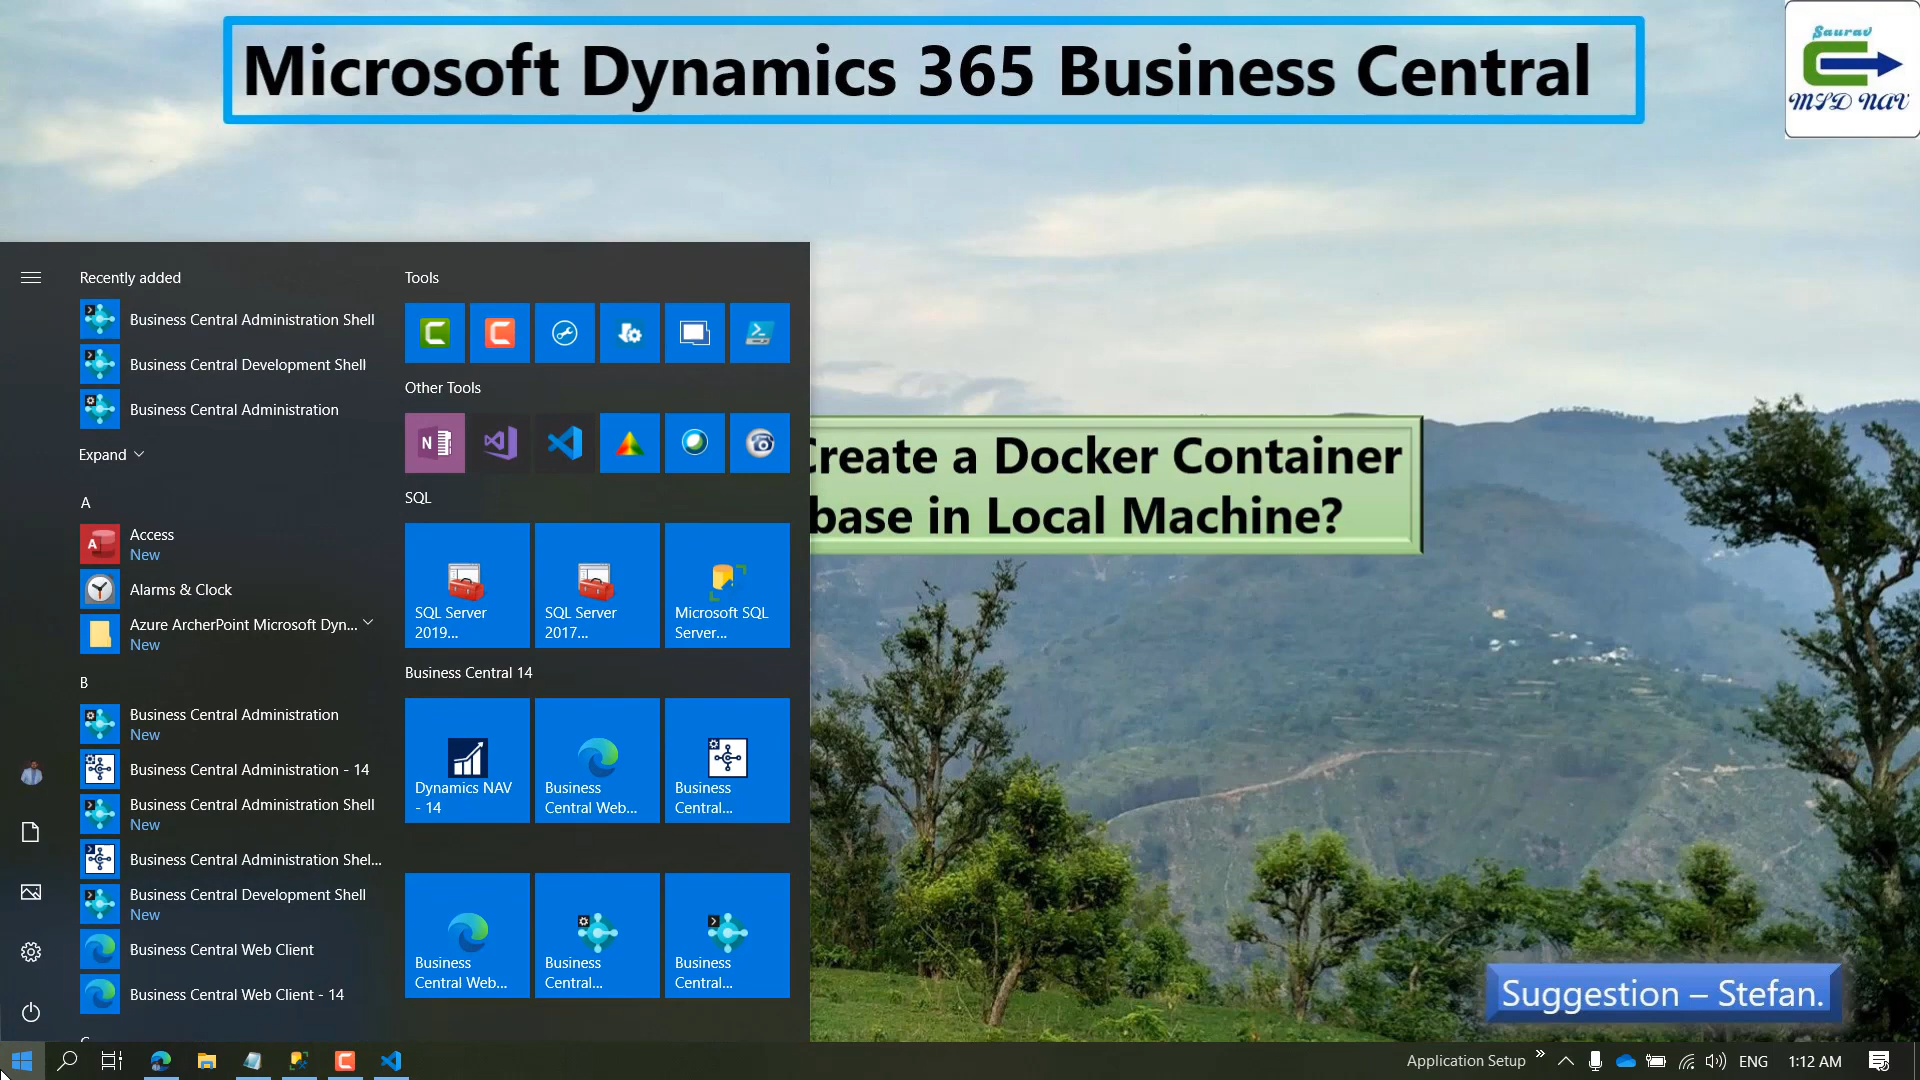 Microsoft Dynamics 365 Business Central
Saurav
MSD NAV
Create a Docker Container
base in Local Machine?
Suggestion – Stefan.
Recently added
Business Central Administration Shell
Business Central Development Shell
Business Central Administration
Expand
A
Access
New
Alarms & Clock
Azure ArcherPoint Microsoft Dyn...
New
B
Business Central Administration
New
Business Central Administration - 14
Business Central Administration Shell
New
Business Central Administration Shel...
Business Central Development Shell
New
Business Central Web Client
Business Central Web Client - 14
Tools
Other Tools
SQL
SQL Server
2019...
SQL Server
2017...
Microsoft SQL
Server...
Business Central 14
Dynamics NAV
- 14
Business
Central Web...
Business
Central...
Business
Central Web...
Business
Central...
Business
Central...
Application Setup
ENG
1:12 AM